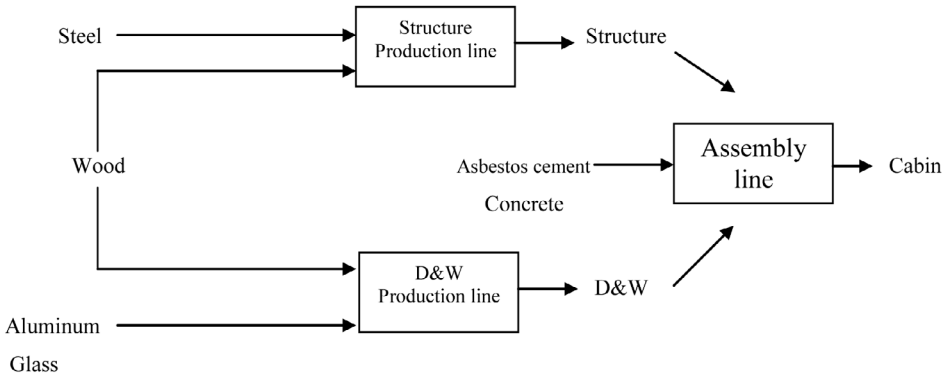 Steel
Structure
Production line
Structure
Wood
Asbestos cement
Concrete
Assembly
line
Cabin
D&W
Production line
D&W
Aluminum
Glass